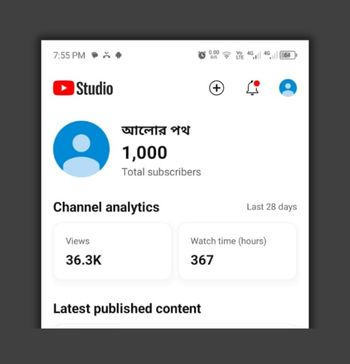 7:55 PM
Studio
আলোর পথ
1,000
Total subscribers
Channel analytics
Last 28 days
Views
36.3K
Watch time (hours)
367
Latest published content